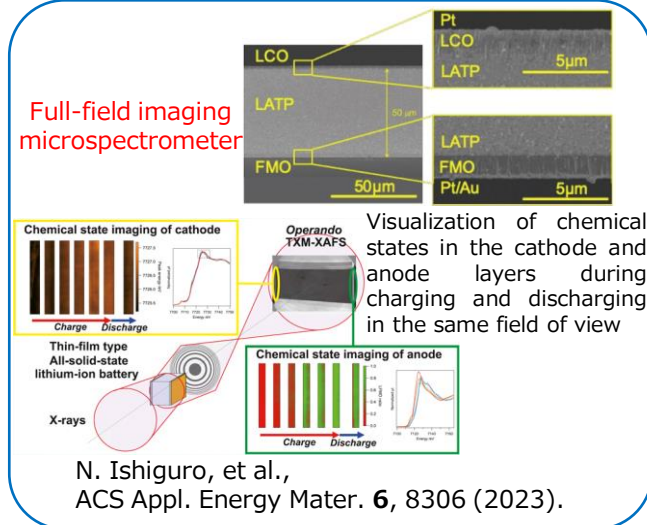 Pt
LCO
LATP
5μm
LCO
LATP
50 μm
FMO
50μm
LATP
FMO
Pt/Au
5μm
Full-field imaging
microspectrometer
Chemical state imaging of cathode
Charge
Discharge
Operando
TXM-XAFS
Visualization of chemical
states in the cathode and
anode layers during
charging and discharging
in the same field of view
Thin-film type
All-solid-state
lithium-ion battery
X-rays
Chemical state imaging of anode
Charge
Discharge
N. Ishiguro, et al.,
ACS Appl. Energy Mater. 6, 8306 (2023).